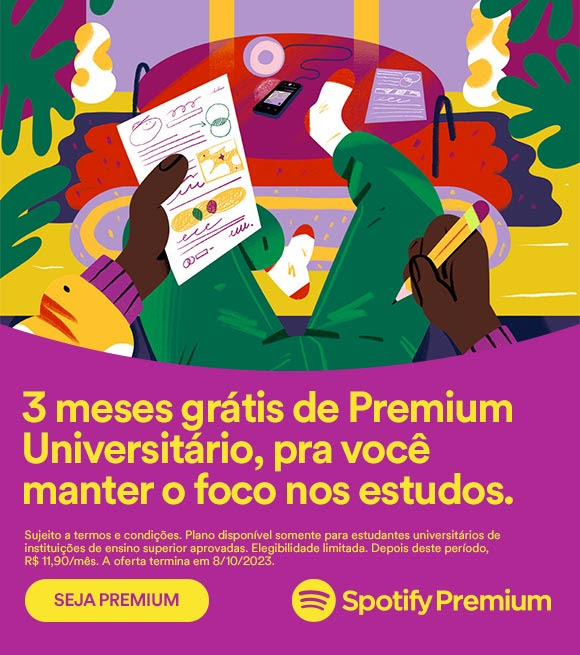 3 meses grátis de Premium
Universitário, pra você
manter o foco nos estudos.
Sujeito a termos e condições. Plano disponível somente para estudantes universitários de
instituições de ensino superior aprovadas. Elegibilidade limitada. Depois deste período,
R$ 11,90/mês. A oferta termina em 8/10/2023.
SEJA PREMIUM
Spotify Premium